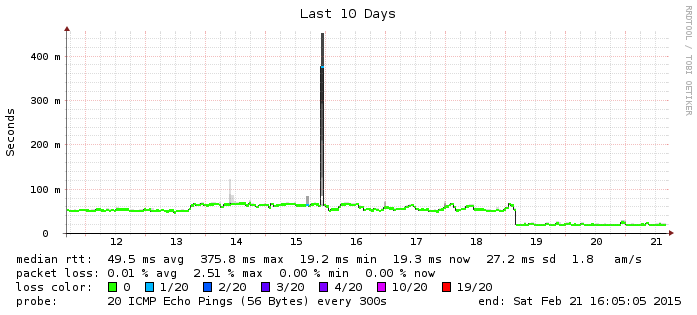 Last 10 Days
RRDTOOL / TOBI OETIKER
Seconds
400 m
300 m
200 m
100 m
0
12 13 14 15 16 17 18 19 20 21
median rtt: 49.5 ms avg 375.8 ms max 19.2 ms min 19.3 ms now 27.2 ms sd 1.8 am/s
packet loss: 0.01 % avg 2.51 % max 0.00 % min 0.00 % now
loss color: 0 1/20 2/20 3/20 4/20 10/20 19/20
probe: 20 ICMP Echo Pings (56 Bytes) every 300s end: Sat Feb 21 16:05:05 2015